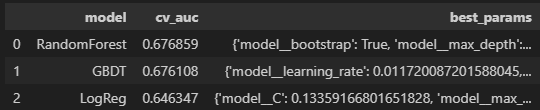 model cv_auc best_params
0 RandomForest 0.676859 {'model__bootstrap': True, 'model__max_depth':...
1 GBDT 0.676108 {'model__learning_rate': 0.011720087201588045,...
2 LogReg 0.646347 {'model__C': 0.13359166801651828, 'model__max_...